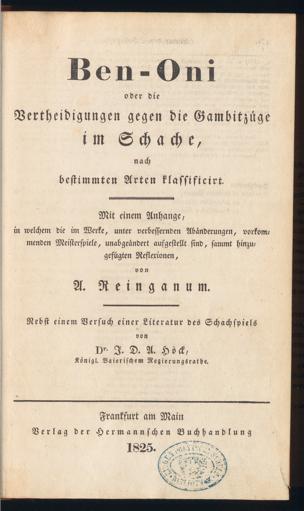 Ben-Oni
oder die
Vertheidigungen gegen die Gambitzüge
im Schache,
nach
bestimmten Arten klassificirt.
Mit einem Anhange,
in welchem die im Werke, unter verbessernden Abänderungen, vorkom-
menden Meisterspiele, unabgeändert aufgestellt sind, sammt hinzu-
gefügten Reflexionen,
von
A. Reinganum.
Nebst einem Versuch einer Literatur des Schachspiels
von
Dr. J. D. A. Höck,
Königl. Baierischem Regierungsrathe.
Frankfurt am Main
Verlag der Hermannschen Buchhandlung
1825.